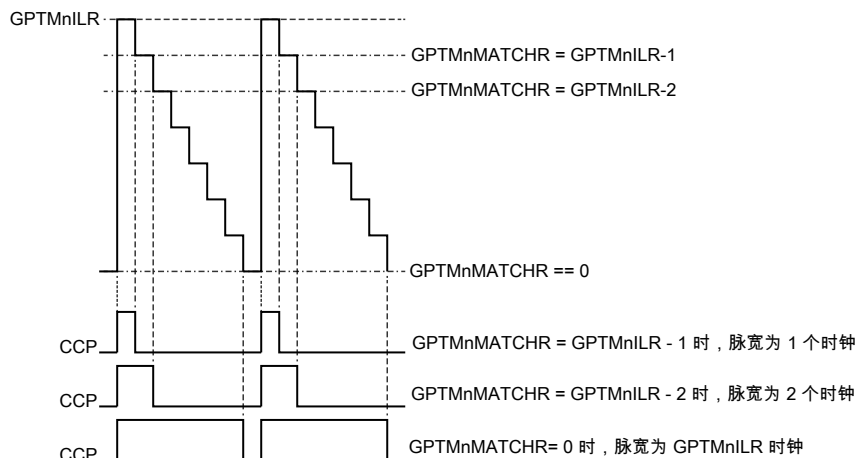 GPTMnILR
GPTMnMATCHR = GPTMnILR-1
GPTMnMATCHR = GPTMnILR-2
GPTMnMATCHR == 0
CCP
GPTMnMATCHR = GPTMnILR - 1 时，脉宽为 1 个时钟
CCP
GPTMnMATCHR = GPTMnILR - 2 时，脉宽为 2 个时钟
CCP
GPTMnMATCHR= 0 时，脉宽为 GPTMnILR 时钟